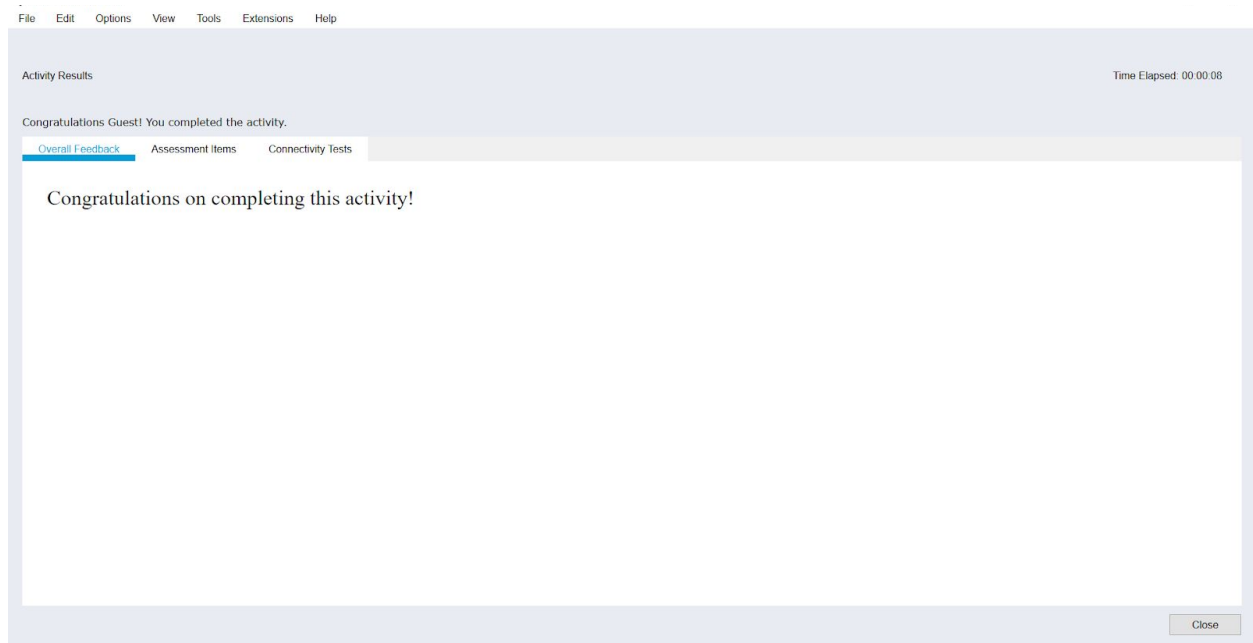 File Edit Options View Tools Extensions Help
Activity Results Time Elapsed: 00:00:08
Congratulations Guest! You completed the activity.
Overall Feedback Assessment Items Connectivity Tests
Congratulations on completing this activity!
Close